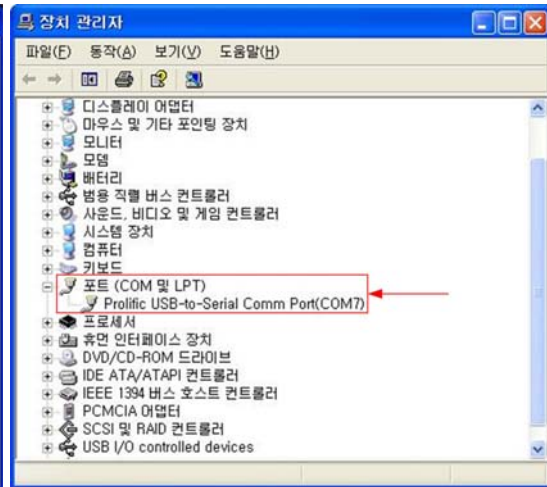 장치 관리자
파일(F) 동작(A) 보기(V) 도움말(H)
디스플레이 어댑터
마우스 및 기타 포인팅 장치
모니터
모뎀
배터리
범용 직렬 버스 컨트롤러
사운드, 비디오 및 게임 컨트롤러
시스템 장치
컴퓨터
키보드
포트 (COM 및 LPT)
Prolific USB-to-Serial Comm Port(COM7)
프로세서
휴먼 인터페이스 장치
DVD/CD-ROM 드라이브
IDE ATA/ATAPI 컨트롤러
IEEE 1394 버스 호스트 컨트롤러
PCMCIA 어댑터
SCSI 및 RAID 컨트롤러
USB I/O controlled devices